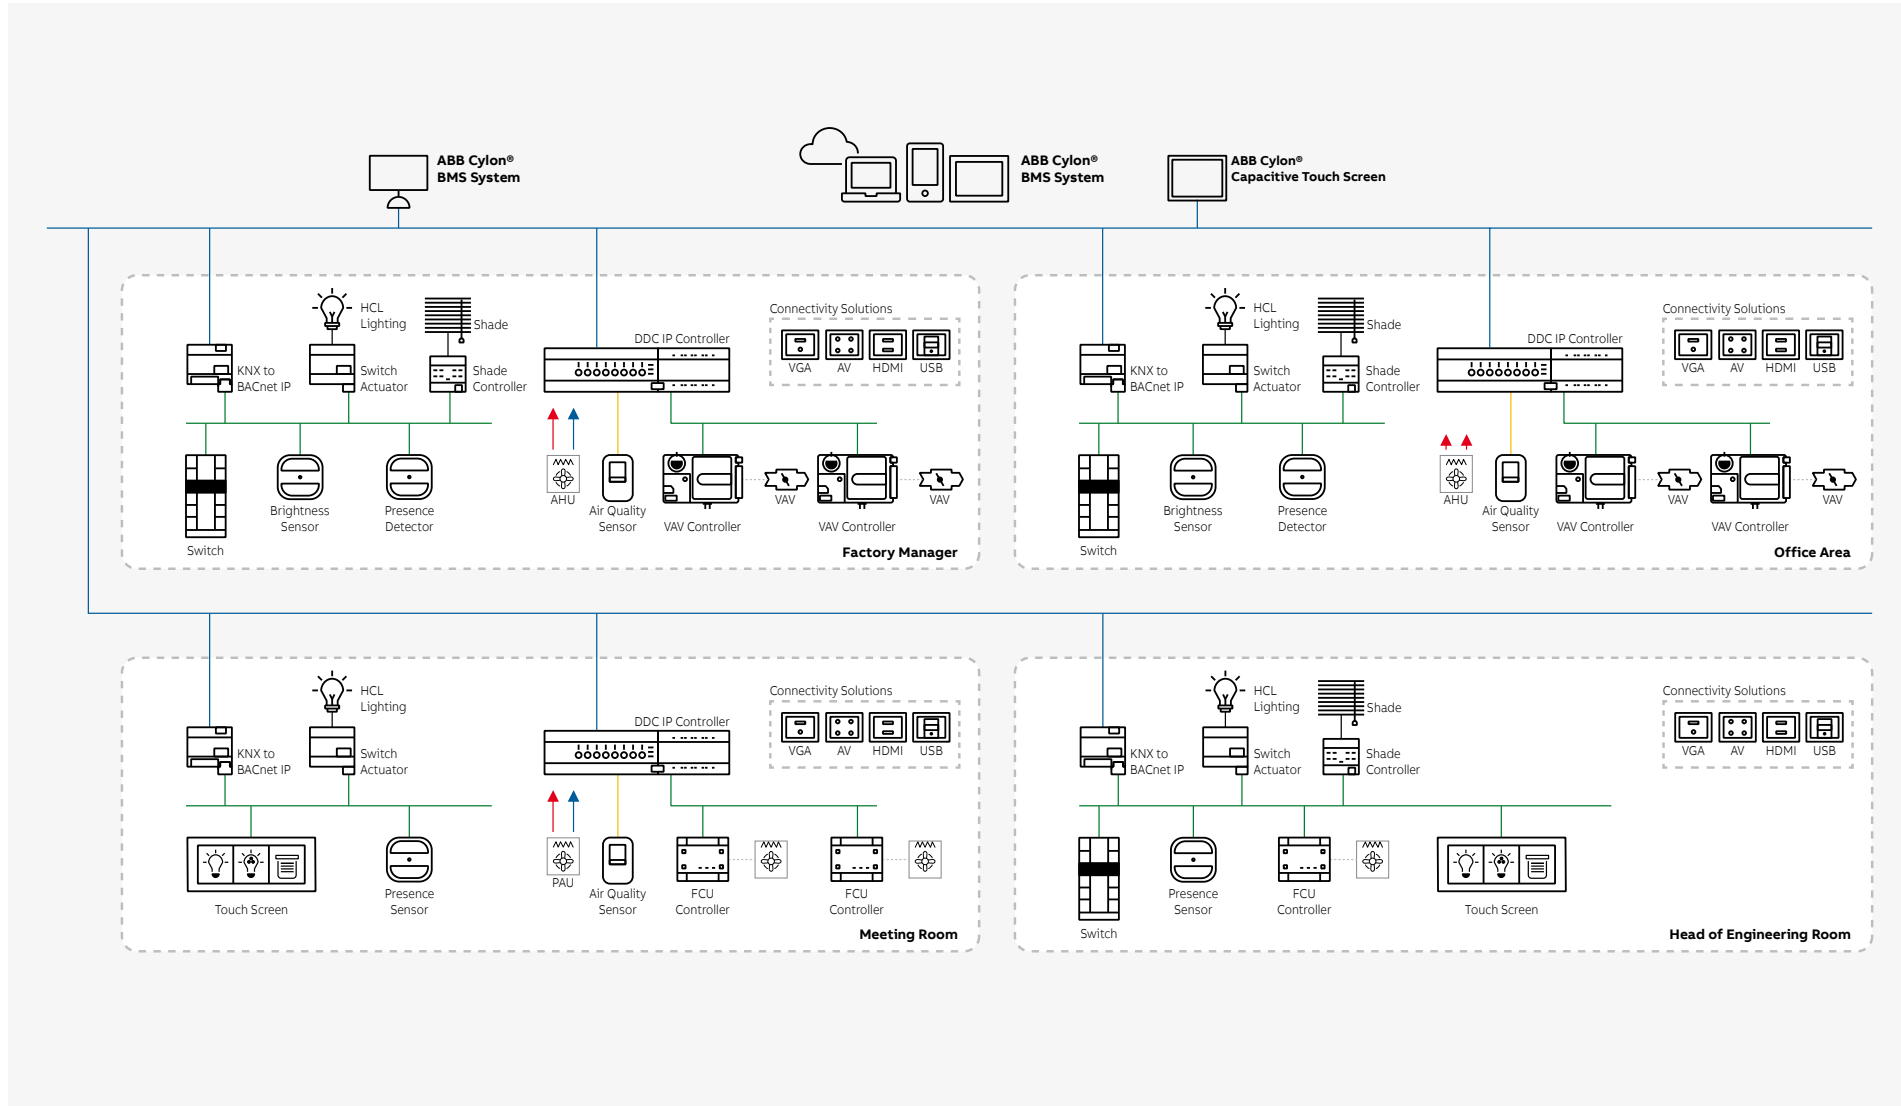 ABB Cylon®
BMS System
ABB Cylon®
BMS System
ABB Cylon®
Capacitive Touch Screen
HCL
Lighting
Shade
KNX to
BACnet IP
Switch
Actuator
Shade
Controller
DDC IP Controller
Connectivity Solutions
VGA
AV
HDMI
USB
Switch
Brightness
Sensor
Presence
Detector
AHU
Air Quality
Sensor
VAV Controller
VAV
VAV Controller
VAV
Factory Manager
HCL
Lighting
Shade
KNX to
BACnet IP
Switch
Actuator
Shade
Controller
DDC IP Controller
Connectivity Solutions
VGA
AV
HDMI
USB
Switch
Brightness
Sensor
Presence
Detector
AHU
Air Quality
Sensor
VAV Controller
VAV
VAV Controller
VAV
Office Area
HCL
Lighting
KNX to
BACnet IP
Switch
Actuator
DDC IP Controller
Connectivity Solutions
VGA
AV
HDMI
USB
Touch Screen
Presence
Sensor
PAU
Air Quality
Sensor
FCU
Controller
FCU
Controller
Meeting Room
HCL
Lighting
Shade
KNX to
BACnet IP
Switch
Actuator
Shade
Controller
Connectivity Solutions
VGA
AV
HDMI
USB
Switch
Presence
Sensor
FCU
Controller
Touch Screen
Head of Engineering Room